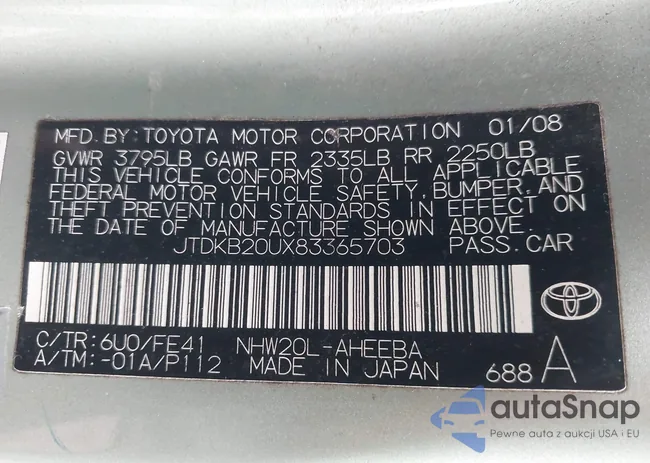 MFD.BY:TOYOTA MOTOR CORPORATION 01/08
GVWR 3795LB GAWR FR 2335LB RR 2250LB
THIS VEHICLE CONFORMS TO ALL APPLICABLE
FEDERAL MOTOR VEHICLE SAFETY, BUMPER, AND
THEFT PREVENTION STANDARDS IN EFFECT ON
THE DATE OF MANUFACTURE SHOWN ABOVE.
JTDKB20UX83365703 PASS.CAR
C/TR:6U0/FE41 NHW20L-AHEEBA
A/TM:-01A/P112 MADE IN JAPAN
688 A
autaSnap
Pewne auta z aukcji USA i EU